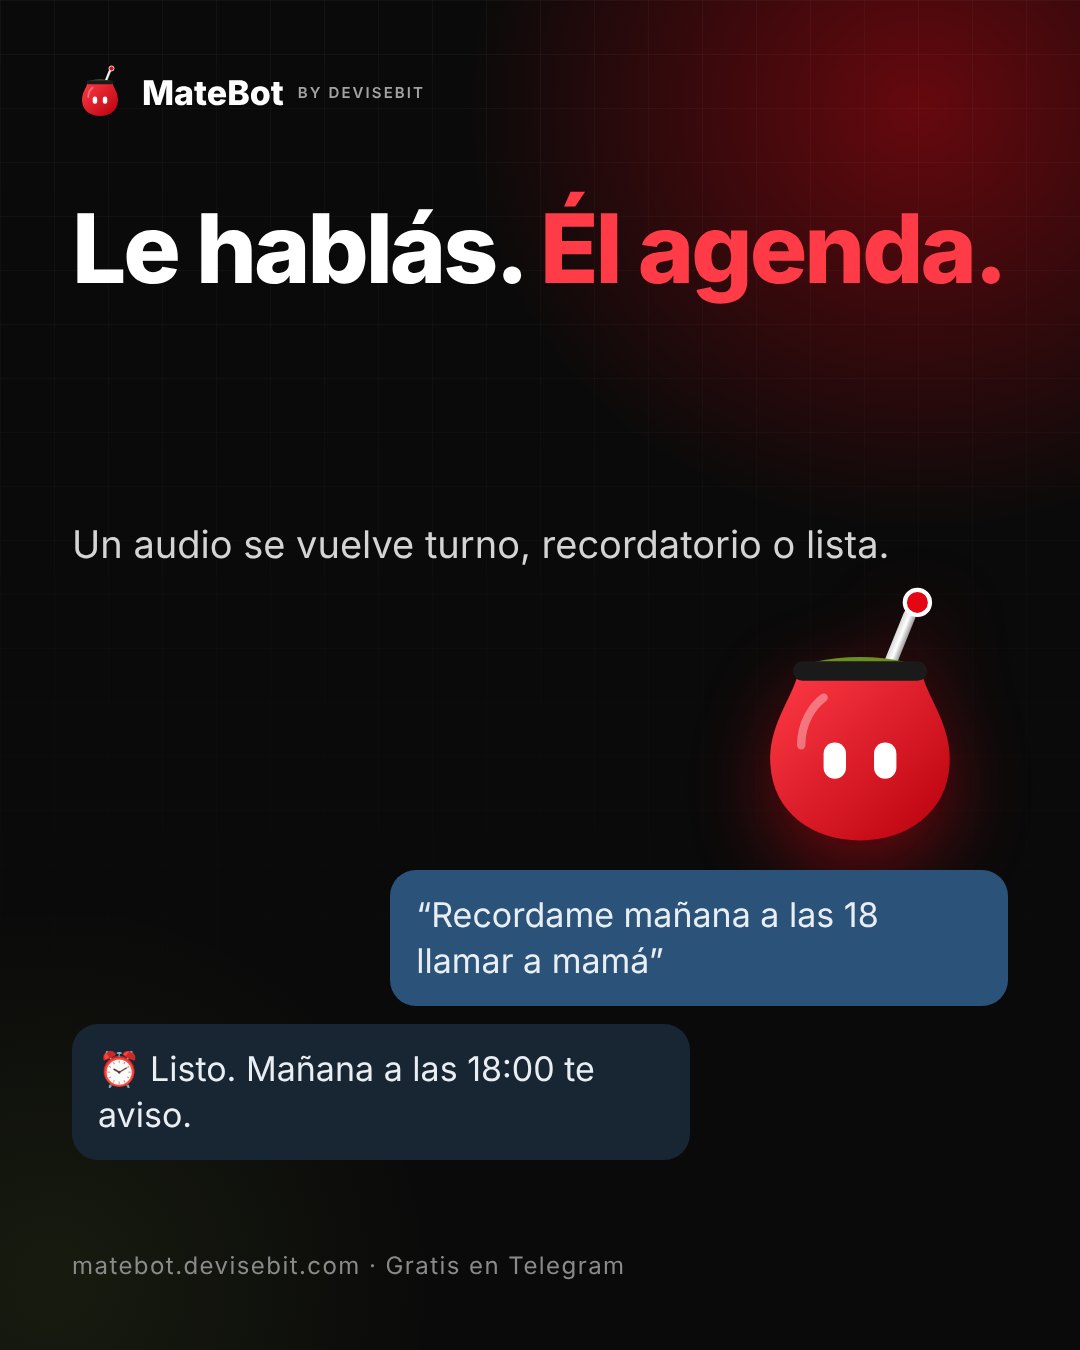 MateBot BY DEVISEBIT
Le hablás. Él agenda.
Un audio se vuelve turno, recordatorio o lista.
“Recordame mañana a las 18
llamar a mamá”
⏰ Listo. Mañana a las 18:00 te
aviso.
matebot.devisebit.com · Gratis en Telegram